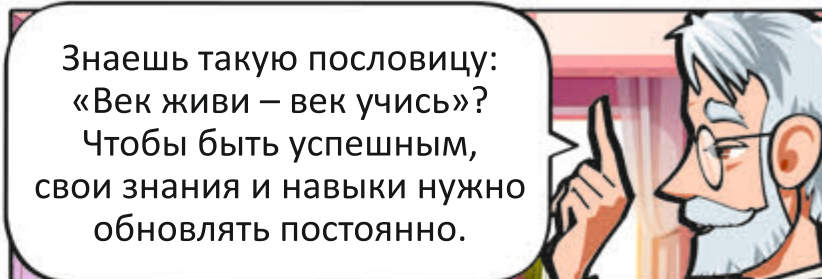 Знаешь такую пословицу:
«Век живи – век учись»?
Чтобы быть успешным,
свои знания и навыки нужно
обновлять постоянно.